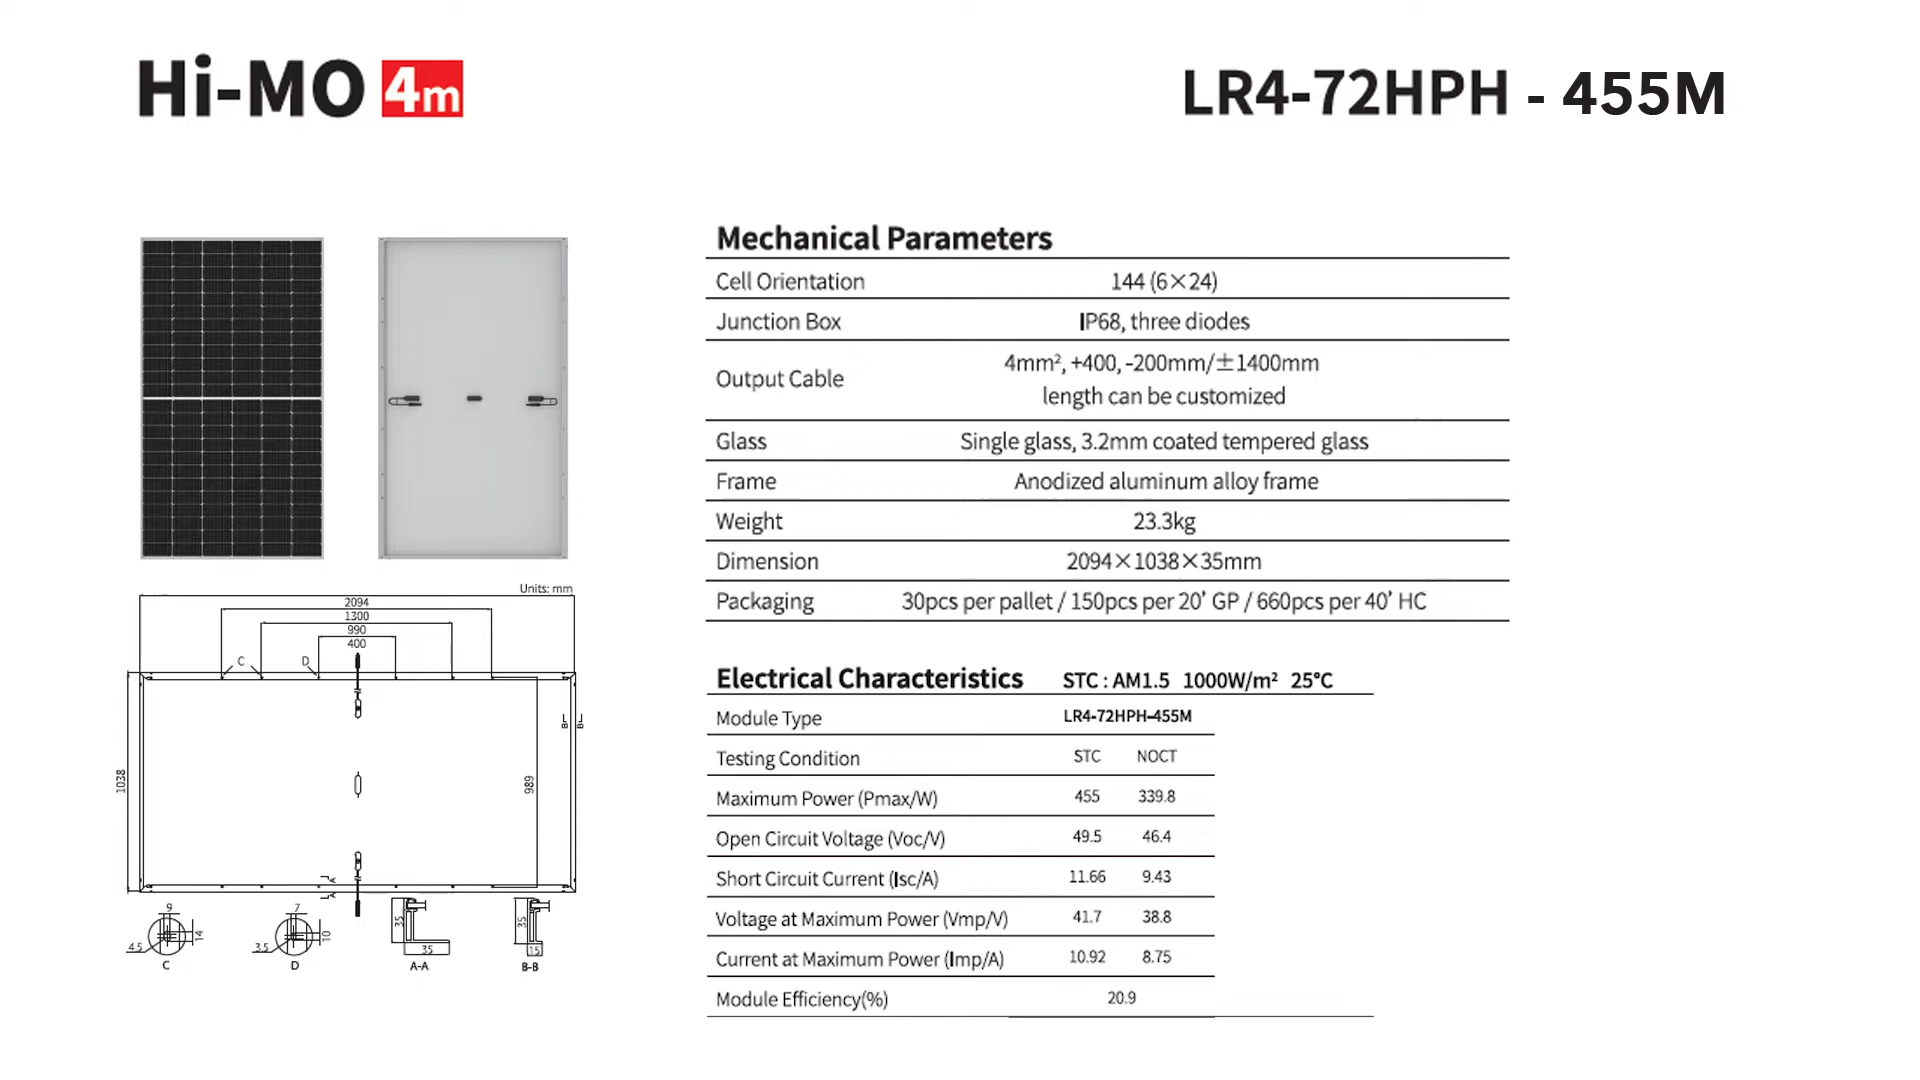 Hi-MO 4m
LR4-72HPH - 455M
Mechanical Parameters
Cell Orientation 144 (6×24)
Junction Box IP68, three diodes
Output Cable 4mm², +400, -200mm/±1400mm
length can be customized
Glass Single glass, 3.2mm coated tempered glass
Frame Anodized aluminum alloy frame
Weight 23.3kg
Dimension 2094×1038×35mm
Packaging 30pcs per pallet / 150pcs per 20’ GP / 660pcs per 40’ HC
Units: mm
2094
1300
990
400
C D
B B
1038
989
A
A
9
4.5
14
C
7
3.5
10
D
35
35
A-A
35
15
B-B
Electrical Characteristics STC : AM1.5 1000W/m² 25°C
Module Type LR4-72HPH-455M
Testing Condition STC NOCT
Maximum Power (Pmax/W) 455 339.8
Open Circuit Voltage (Voc/V) 49.5 46.4
Short Circuit Current (Isc/A) 11.66 9.43
Voltage at Maximum Power (Vmp/V) 41.7 38.8
Current at Maximum Power (Imp/A) 10.92 8.75
Module Efficiency(%) 20.9